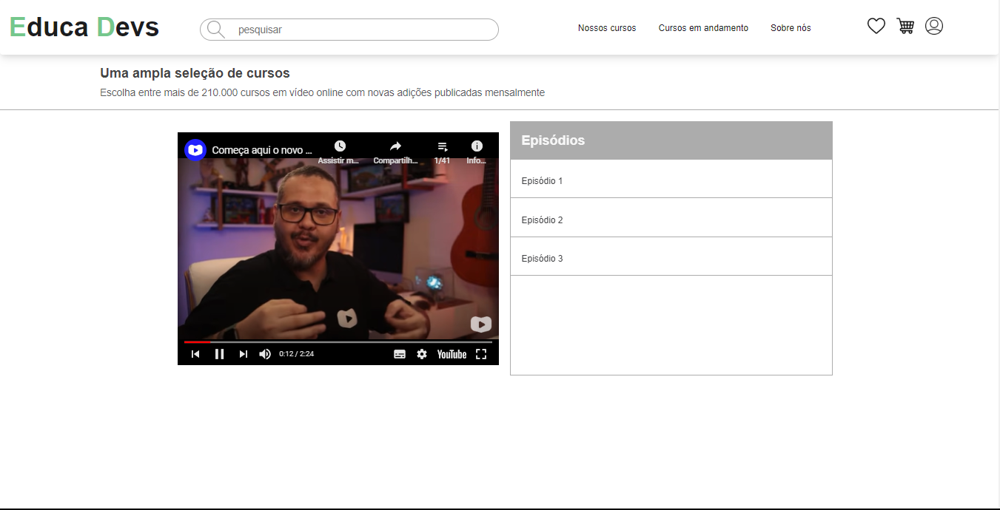 Educa Devs
pesquisar
Nossos cursos
Cursos em andamento
Sobre nós
Uma ampla seleção de cursos
Escolha entre mais de 210.000 cursos em vídeo online com novas adições publicadas mensalmente
Começa aqui o novo ...
Assistir m...
Compartilh...
1/41
Info...
0:12 / 2:24
YouTube
Episódios
Episódio 1
Episódio 2
Episódio 3